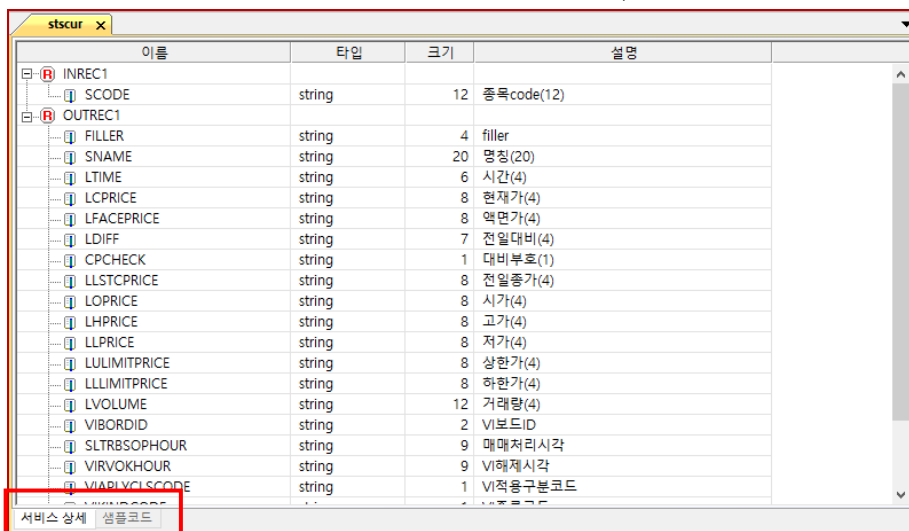 stscur x
이름 타입 크기 설명
INREC1
SCODE string 12 종목code(12)
OUTREC1
FILLER string 4 filler
SNAME string 20 명칭(20)
LTIME string 6 시간(4)
LCPRICE string 8 현재가(4)
LFACEPRICE string 8 액면가(4)
LDIFF string 7 전일대비(4)
CPCHECK string 1 대비부호(1)
LLSTCPRICE string 8 전일종가(4)
LOPRICE string 8 시가(4)
LHPRICE string 8 고가(4)
LLPRICE string 8 저가(4)
LULIMITPRICE string 8 상한가(4)
LLLIMITPRICE string 8 하한가(4)
LVOLUME string 12 거래량(4)
VIBORDID string 2 VI보드ID
SLTRBSOPHOUR string 9 매매처리시각
VIRVOKHOUR string 9 VI해제시각
VIAPLYCLSCODE string 1 VI적용구분코드
서비스 상세 샘플코드